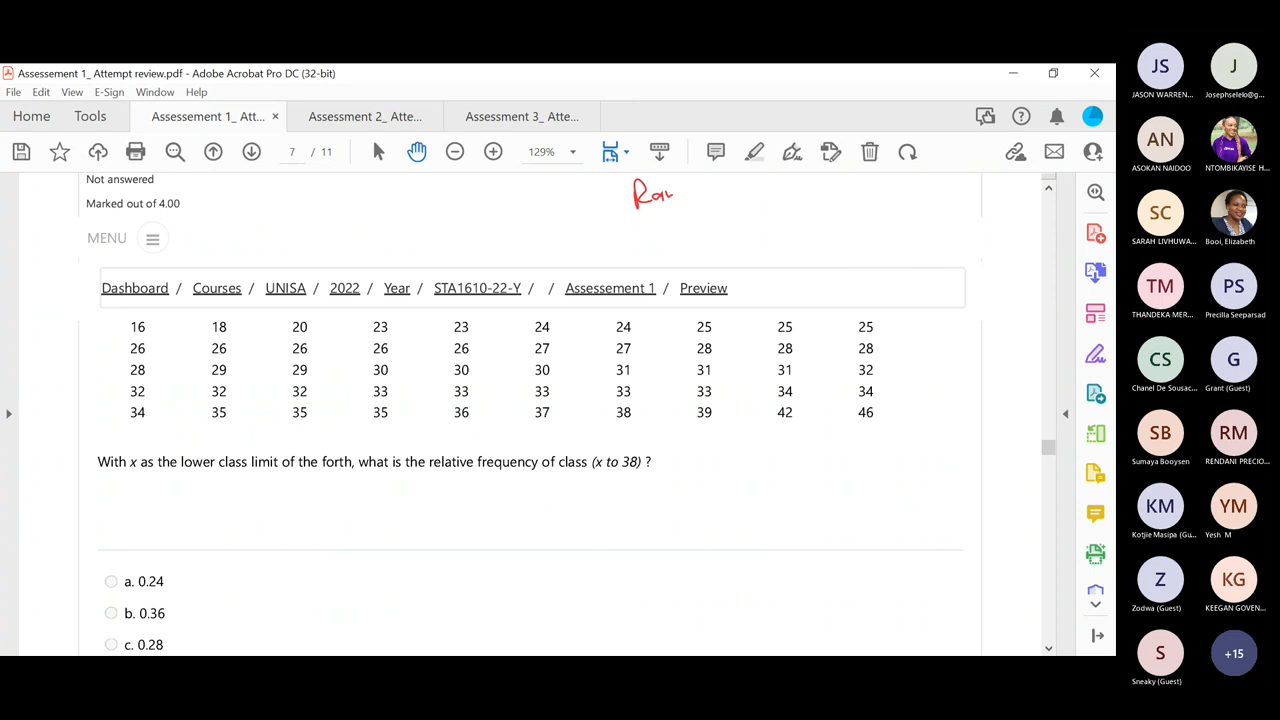 Assessement 1_ Attempt review.pdf - Adobe Acrobat Pro DC (32-bit)
File Edit View E-Sign Window Help
Home Tools Assessement 1_ Att... × Assessmint 2_ Atte... Assessment 3_ Atte...
7 / 11 129%
Not answered
Marked out of 4.00
MENU
Dashboard / Courses / UNISA / 2022 / Year / STA1610-22-Y / / Assessement 1 / Preview
16 18 20 23 23 24 24 25 25 25
26 26 26 26 26 27 27 28 28 28
28 29 29 30 30 30 31 31 31 32
32 32 32 33 33 33 33 33 34 34
34 35 35 35 36 37 38 39 42 46
With x as the lower class limit of the forth, what is the relative frequency of class (x to 38) ?
a. 0.24
b. 0.36
c. 0.28
JS J
JASON WARREN... Josephselelo@g...
AN
ASOKAN NAIDOO NTOMBIKAYISE H...
SC
SARAH LIVHUWA... Booi, Elizabeth
TM PS
THANDEKA MER... Precilla Seeparsad
CS G
Chanel De Sousac... Grant (Guest)
SB RM
Sumaya Booysen RENDANI PRECIO...
KM YM
Kotjie Masipa (Gu... Yesh M
Z KG
Zodwa (Guest) KEEGAN GOVEN...
S +15
Sneaky (Guest)